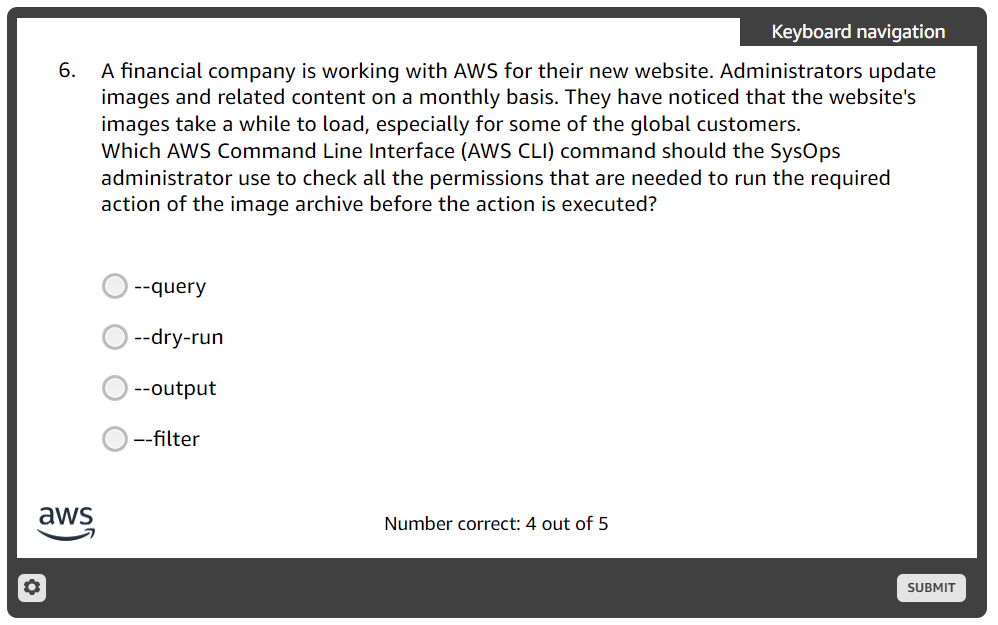 Keyboard navigation
6. A financial company is working with AWS for their new website. Administrators update
images and related content on a monthly basis. They have noticed that the website's
images take a while to load, especially for some of the global customers.
Which AWS Command Line Interface (AWS CLI) command should the SysOps
administrator use to check all the permissions that are needed to run the required
action of the image archive before the action is executed?
--query
--dry-run
--output
–-filter
aws
Number correct: 4 out of 5
SUBMIT